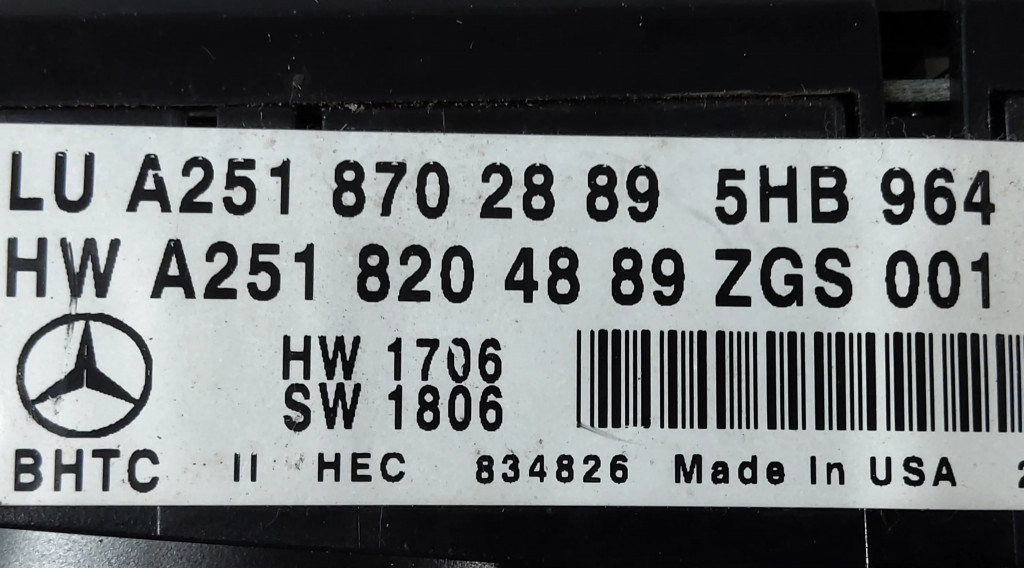 LU A251 870 28 89 5HB 964
HW A251 820 48 89 ZGS 001
HW 1706
SW 1806
BHTC II HEC 834826 Made In USA